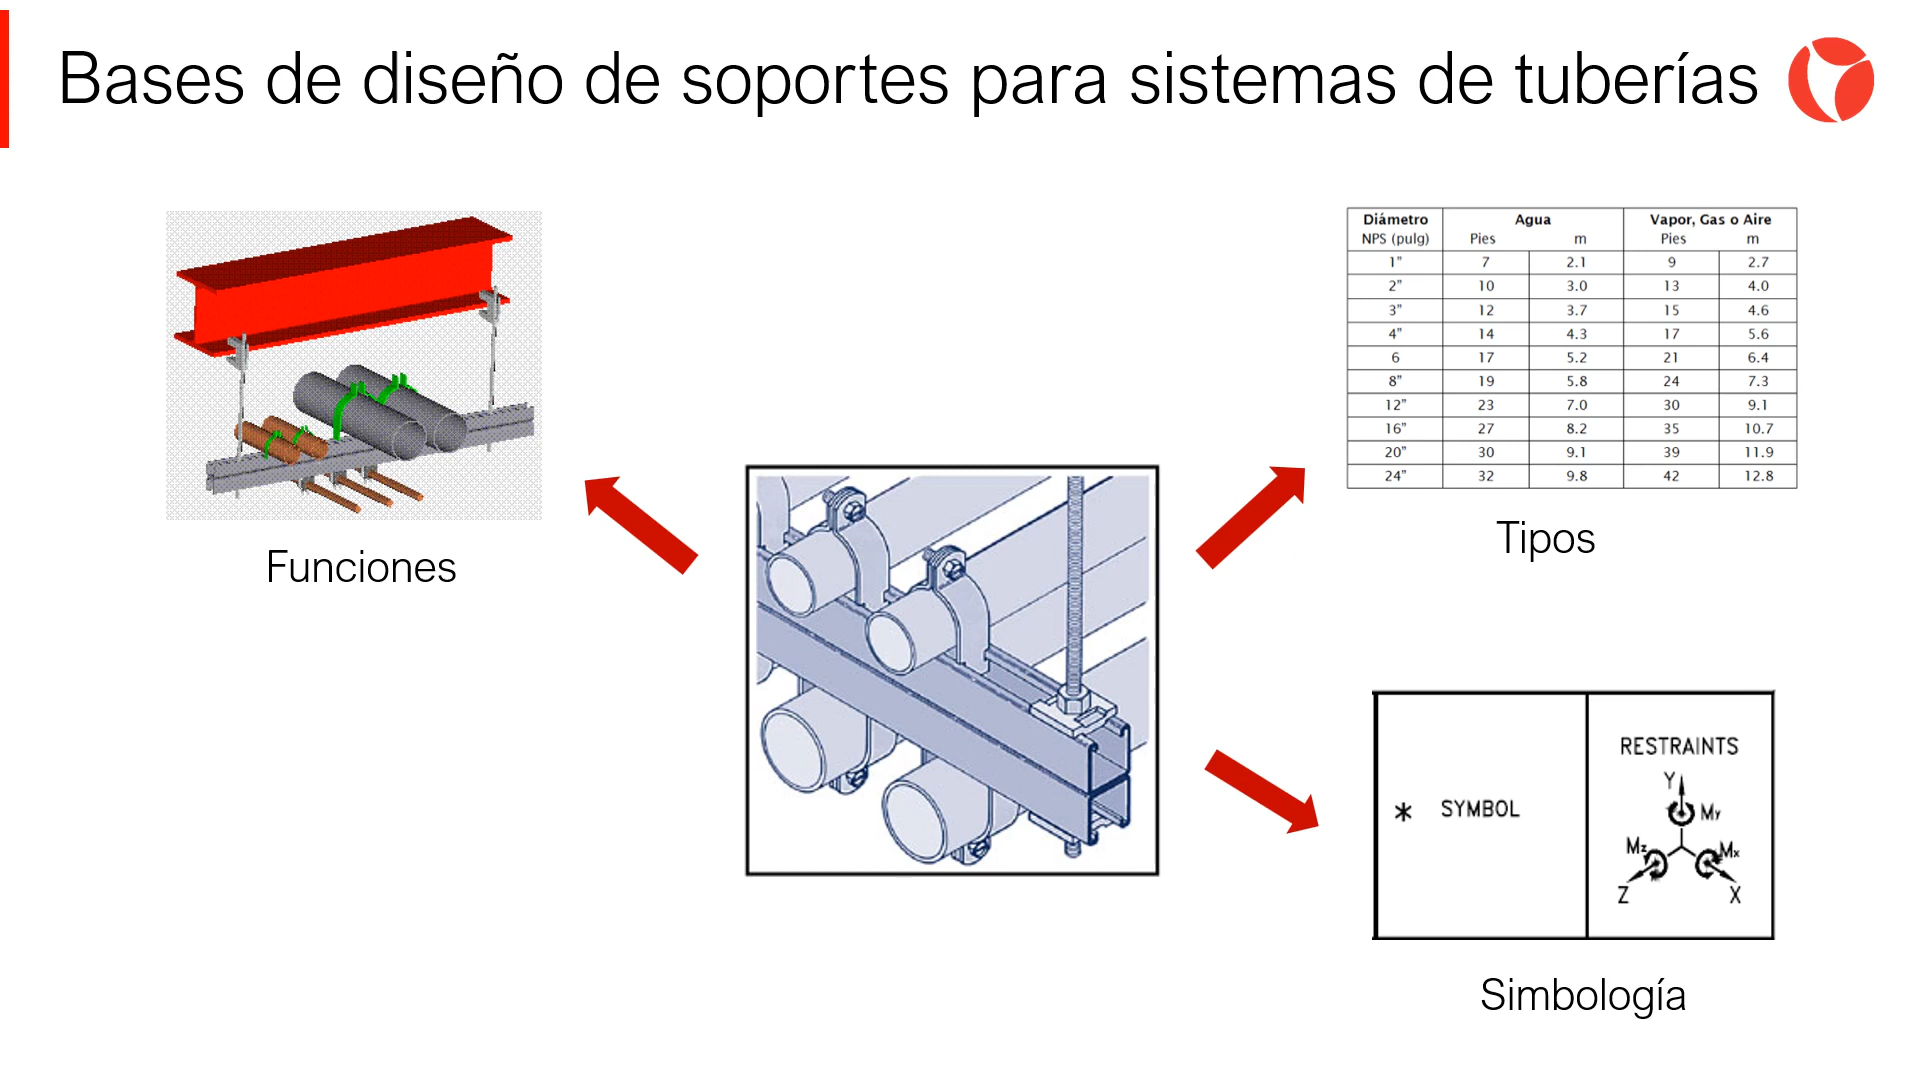 Bases de diseño de soportes para sistemas de tuberías
Diámetro Agua Vapor, Gas o Aire
NPS (pulg) Pies m Pies m
1” 7 2.1 9 2.7
2” 10 3.0 13 4.0
3” 12 3.7 15 4.6
4” 14 4.3 17 5.6
6 17 5.2 21 6.4
8” 19 5.8 24 7.3
12” 23 7.0 30 9.1
16” 27 8.2 35 10.7
20” 30 9.1 39 11.9
24” 32 9.8 42 12.8
Funciones
Tipos
* SYMBOL
RESTRAINTS
Y
My
Mz
Mx
Z
X
Simbología